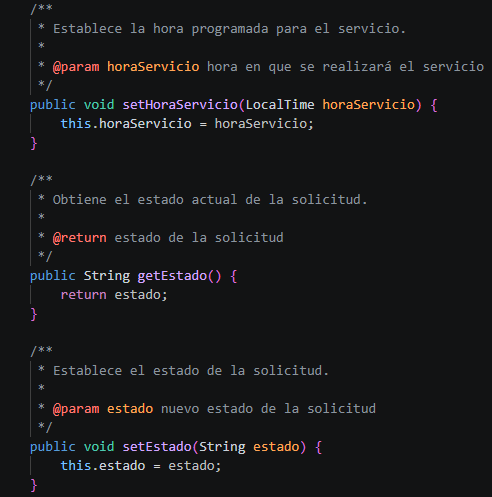 /**
 * Establece la hora programada para el servicio.
 *
 * @param horaServicio hora en que se realizará el servicio
 */
public void setHoraServicio(LocalTime horaServicio) {
    this.horaServicio = horaServicio;
}

/**
 * Obtiene el estado actual de la solicitud.
 *
 * @return estado de la solicitud
 */
public String getEstado() {
    return estado;
}

/**
 * Establece el estado de la solicitud.
 *
 * @param estado nuevo estado de la solicitud
 */
public void setEstado(String estado) {
    this.estado = estado;
}